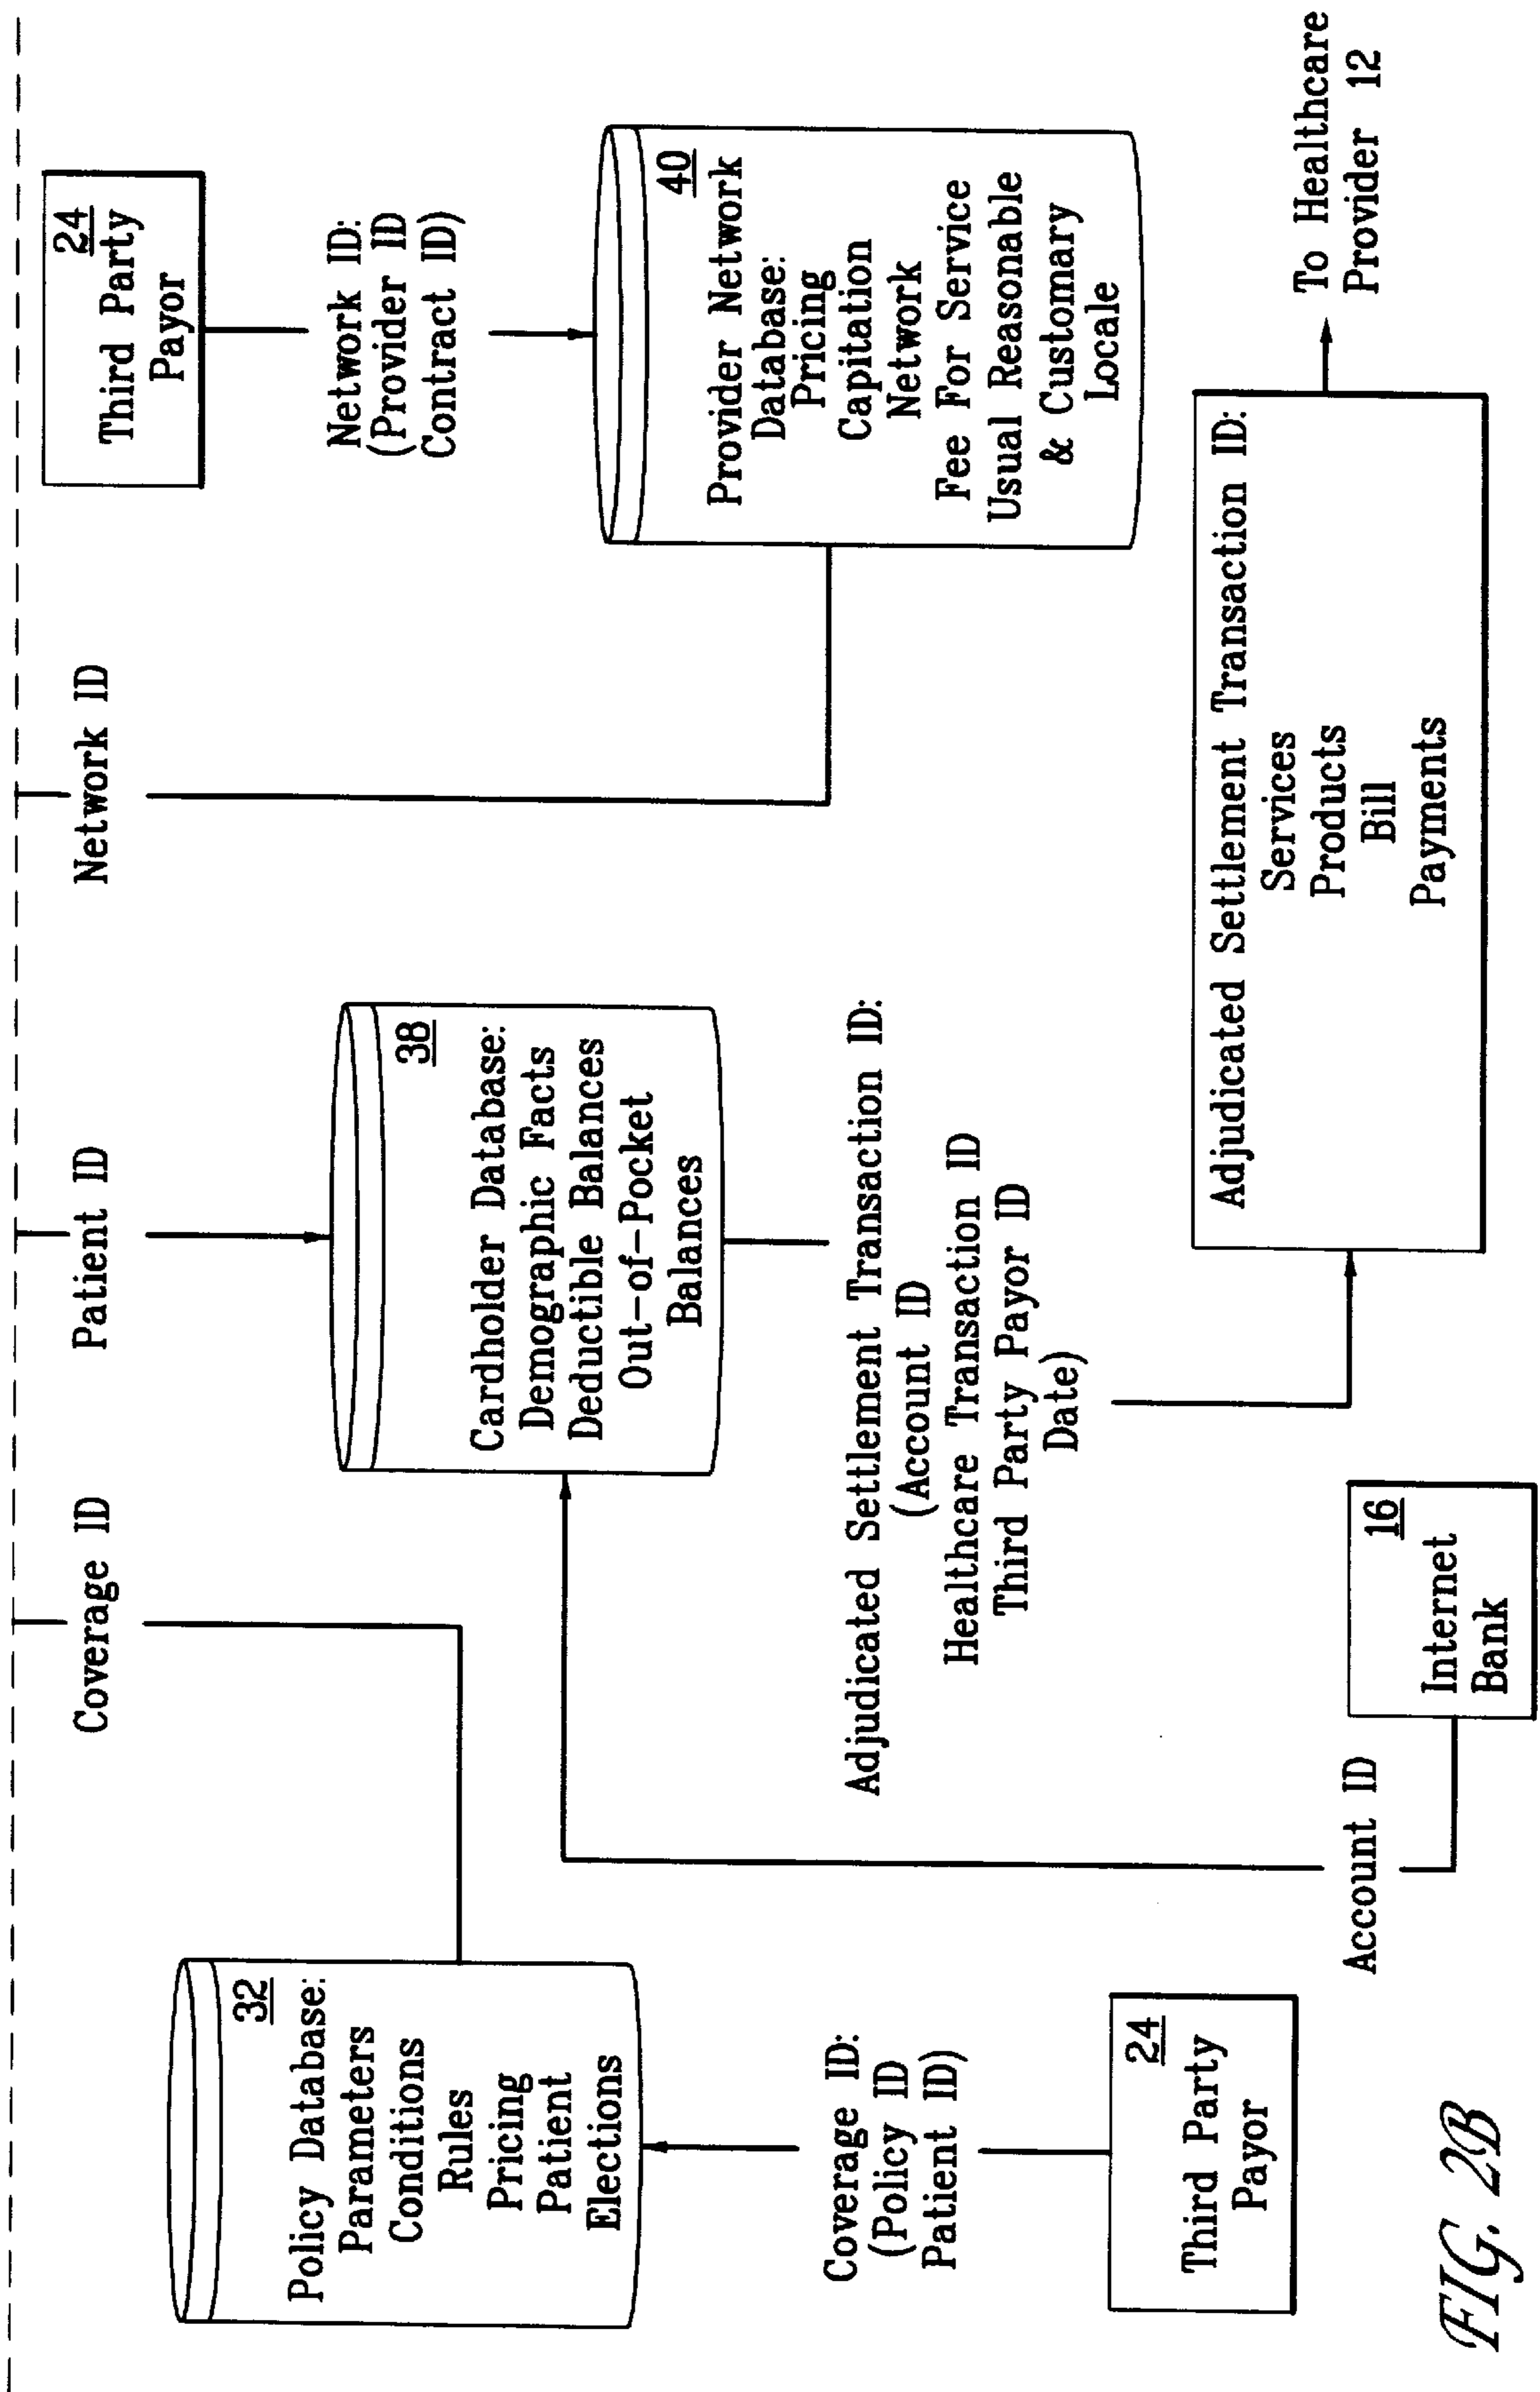 Coverage ID
Patient ID
Network ID
24
Third Party
Payor
Network ID:
(Provider ID
Contract ID)
32
Policy Database:
Parameters
Conditions
Rules
Pricing
Patient
Elections
38
Cardholder Database:
Demographic Facts
Deductible Balances
Out-of-Pocket
Balances
40
Provider Network
Database:
Pricing
Capitation
Network
Fee For Service
Usual Reasonable
& Customary
Locale
Coverage ID:
(Policy ID
Patient ID)
24
Third Party
Payor
Adjudicated Settlement Transaction ID:
(Account ID
Healthcare Transaction ID
Third Party Payor ID
Date)
Account ID
16
Internet
Bank
Adjudicated Settlement Transaction ID:
Services
Products
Bill
Payments
To Healthcare
Provider 12
FIG. 2B